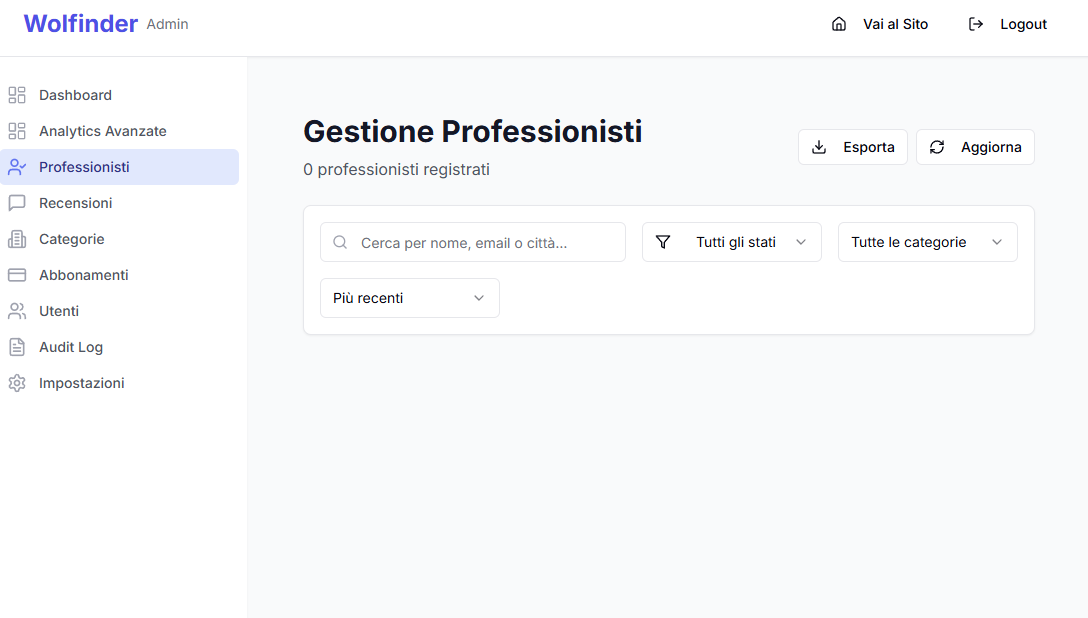 Wolfinder Admin
Vai al Sito
Logout
Dashboard
Analytics Avanzate
Professionisti
Recensioni
Categorie
Abbonamenti
Utenti
Audit Log
Impostazioni
Gestione Professionisti
0 professionisti registrati
Esporta
Aggiorna
Cerca per nome, email o città...
Tutti gli stati
Tutte le categorie
Più recenti